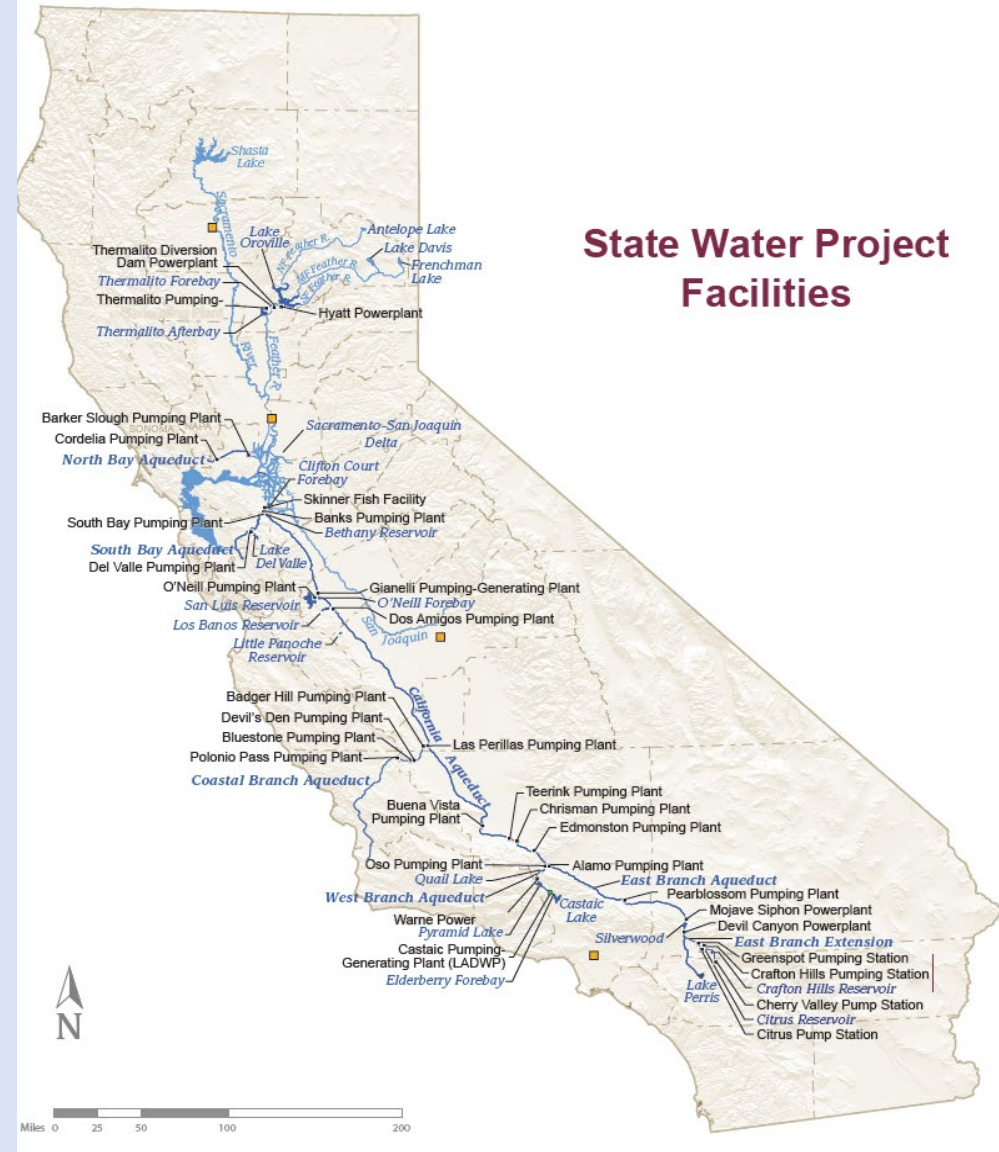 State Water Project
Facilities
Shasta
Lake
Sacramento
River
Lake
Oroville
NF Feather R.
MF Feather R.
SF Feather R.
Antelope Lake
Lake Davis
Frenchman
Lake
Thermalito Diversion
Dam Powerplant
Thermalito Forebay
Thermalito Pumping-
Hyatt Powerplant
Thermalito Afterbay
Feather R.
Barker Slough Pumping Plant
SONOMA
NAPA
Cordelia Pumping Plant
North Bay Aqueduct
Sacramento-San Joaquin
Delta
Clifton Court
Forebay
Skinner Fish Facility
Banks Pumping Plant
South Bay Pumping Plant
Bethany Reservoir
South Bay Aqueduct
Lake
Del Valle
Del Valle Pumping Plant
O'Neill Pumping Plant
Gianelli Pumping-Generating Plant
San Luis Reservoir
O'Neill Forebay
Los Banos Reservoir
Dos Amigos Pumping Plant
San
Joaquin
Little Panoche
Reservoir
California
Aqueduct
Badger Hill Pumping Plant
Devil's Den Pumping Plant
Bluestone Pumping Plant
Las Perillas Pumping Plant
Polonio Pass Pumping Plant
Coastal Branch Aqueduct
Teerink Pumping Plant
Buena Vista
Pumping Plant
Chrisman Pumping Plant
Edmonston Pumping Plant
Oso Pumping Plant
Alamo Pumping Plant
Quail Lake
East Branch Aqueduct
West Branch Aqueduct
Pearblossom Pumping Plant
Castaic
Lake
Mojave Siphon Powerplant
Warne Power
Devil Canyon Powerplant
Pyramid Lake
Silverwood
East Branch Extension
Castaic Pumping-
Generating Plant (LADWP)
Greenspot Pumping Station
Crafton Hills Pumping Station
Elderberry Forebay
Lake
Perris
Crafton Hills Reservoir
Cherry Valley Pump Station
Citrus Reservoir
Citrus Pump Station
N
Miles 0 25 50 100 200